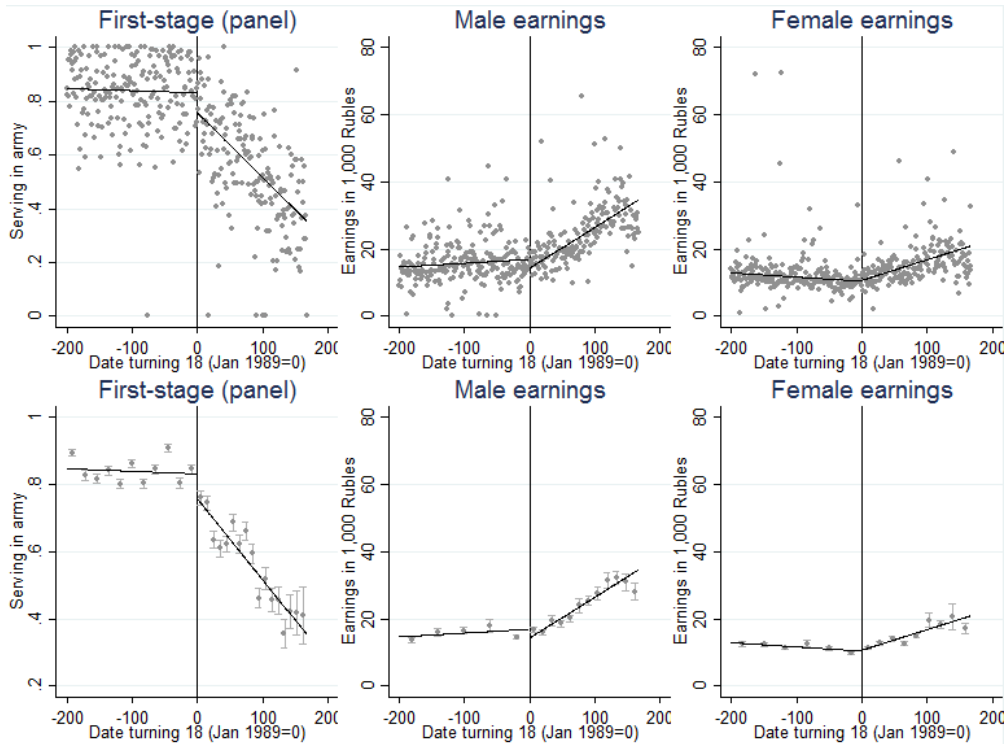 First-stage (panel)
Serving in army
1
.8
.6
.4
.2
0
-200 -100 0 100 200
Date turning 18 (Jan 1989=0)
Male earnings
Earnings in 1,000 Rubles
80
60
40
20
0
-200 -100 0 100 200
Date turning 18 (Jan 1989=0)
Female earnings
Earnings in 1,000 Rubles
80
60
40
20
0
-200 -100 0 100 200
Date turning 18 (Jan 1989=0)
First-stage (panel)
Serving in army
1
.8
.6
.4
.2
-200 -100 0 100 200
Date turning 18 (Jan 1989=0)
Male earnings
Earnings in 1,000 Rubles
80
60
40
20
0
-200 -100 0 100 200
Date turning 18 (Jan 1989=0)
Female earnings
Earnings in 1,000 Rubles
80
60
40
20
0
-200 -100 0 100 200
Date turning 18 (Jan 1989=0)